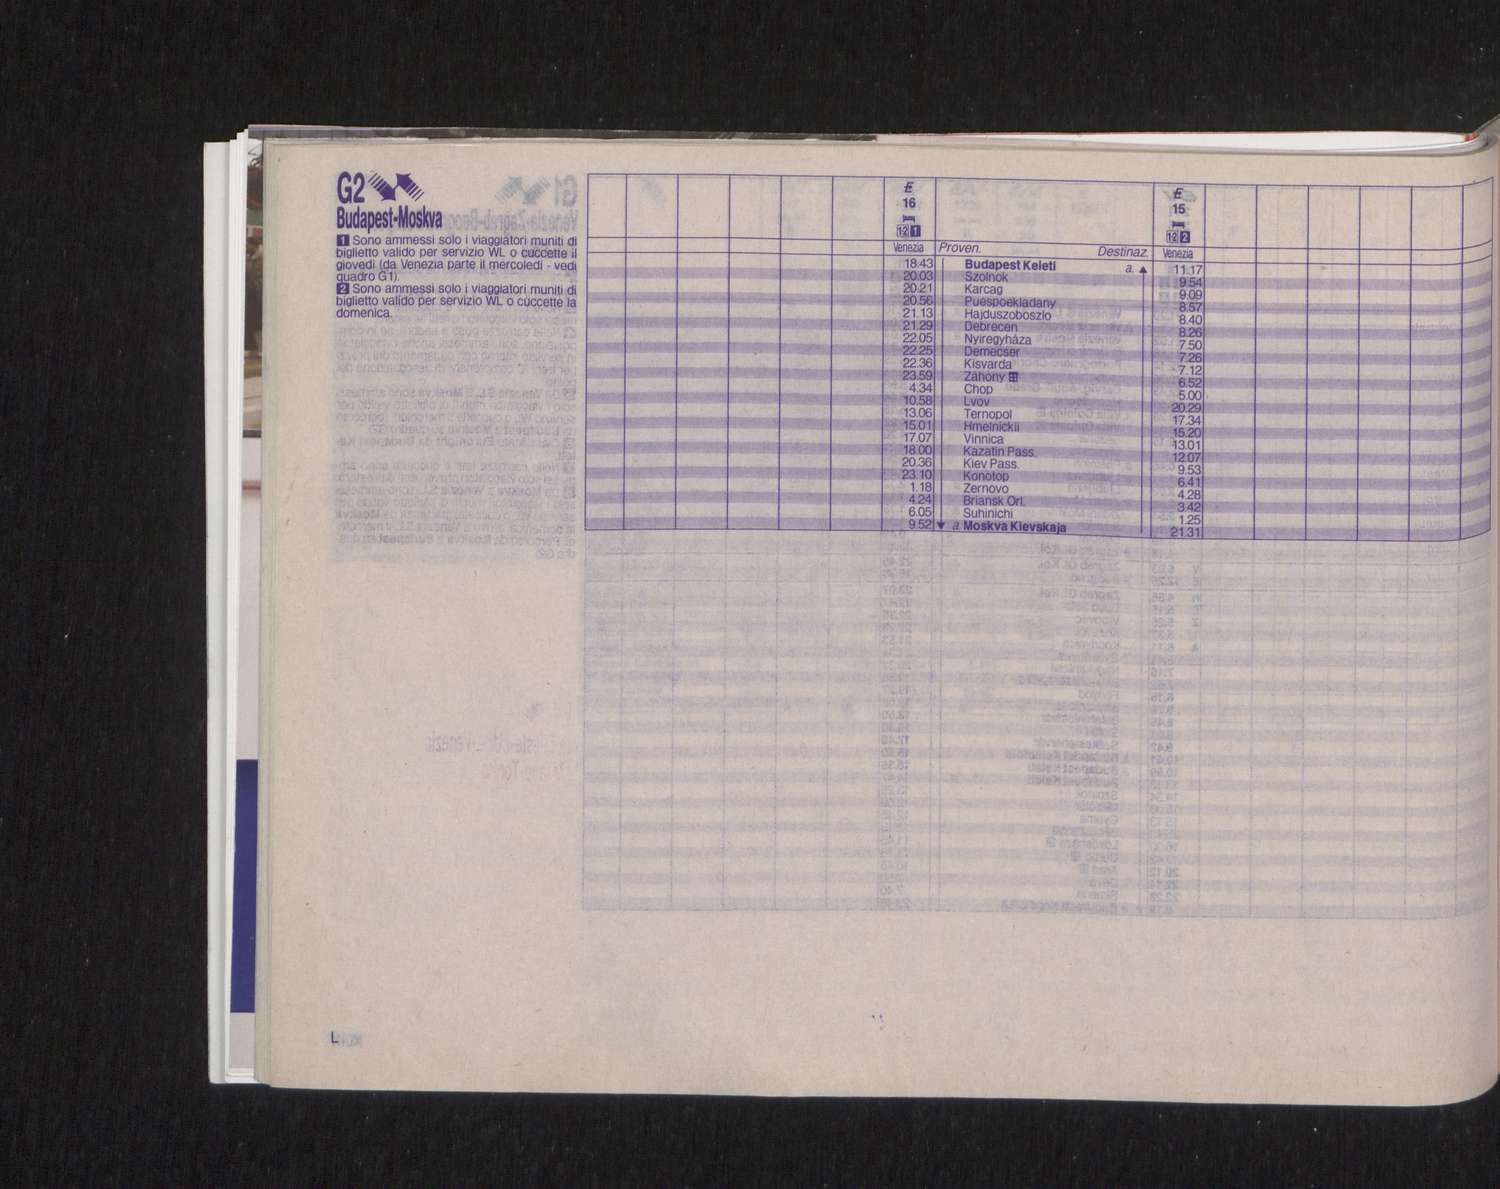 G2
Budapest-Moskva
1 Sono ammessi solo i viaggiatori muniti di
biglietto valido per servizio WL o cuccette il
giovedì (da Venezia parte il mercoledì - vedi
quadro G1).
2 Sono ammessi solo i viaggiatori muniti di
biglietto valido per servizio WL o cuccette la
domenica.
E E
16 15
12 1 12 2
Venezia Proven. Destinaz. Venezia
18.43 Budapest Keleti a. ▲ 11.17
20.03 Szolnok 9.54
20.21 Karcag 9.09
20.56 Puespoekladany 8.57
21.13 Hajduszoboszlo 8.40
21.29 Debrecen 8.26
22.05 Nyiregyháza 7.50
22.25 Demecser 7.26
22.36 Kisvarda 7.12
23.59 Zahony 6.52
4.34 Chop 5.00
10.58 Lvov 20.29
13.06 Ternopol 17.34
15.01 Hmelnickii 15.20
17.07 Vinnica 13.01
18.00 Kazatin Pass. 12.07
20.36 Kiev Pass. 9.53
23.10 Konotop 6.41
1.18 Zernovo 4.28
4.24 Briansk Orl. 3.42
6.05 Suhinichi 1.25
9.52 ▼ a. Moskva Kievskaja 21.31
L